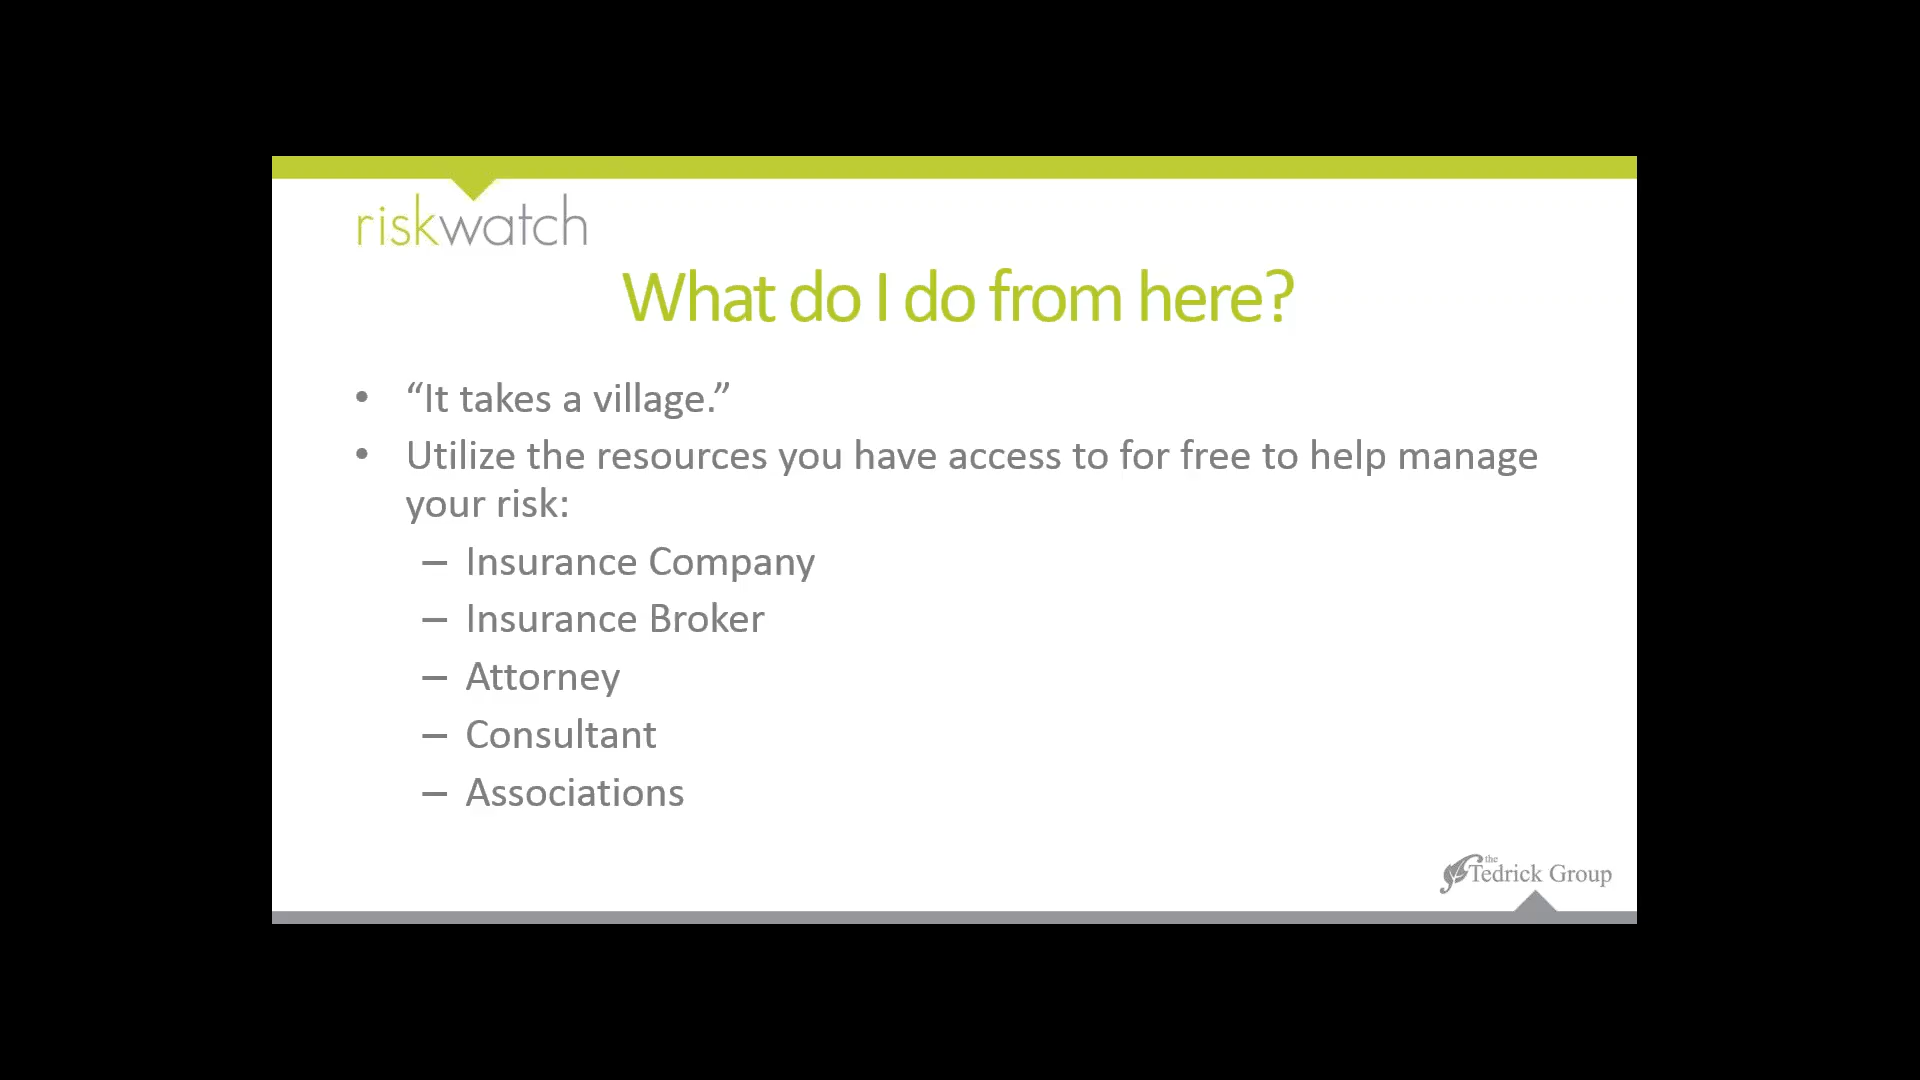 riskwatch
What do I do from here?
• “It takes a village.”
• Utilize the resources you have access to for free to help manage
your risk:
– Insurance Company
– Insurance Broker
– Attorney
– Consultant
– Associations
the
Tedrick Group